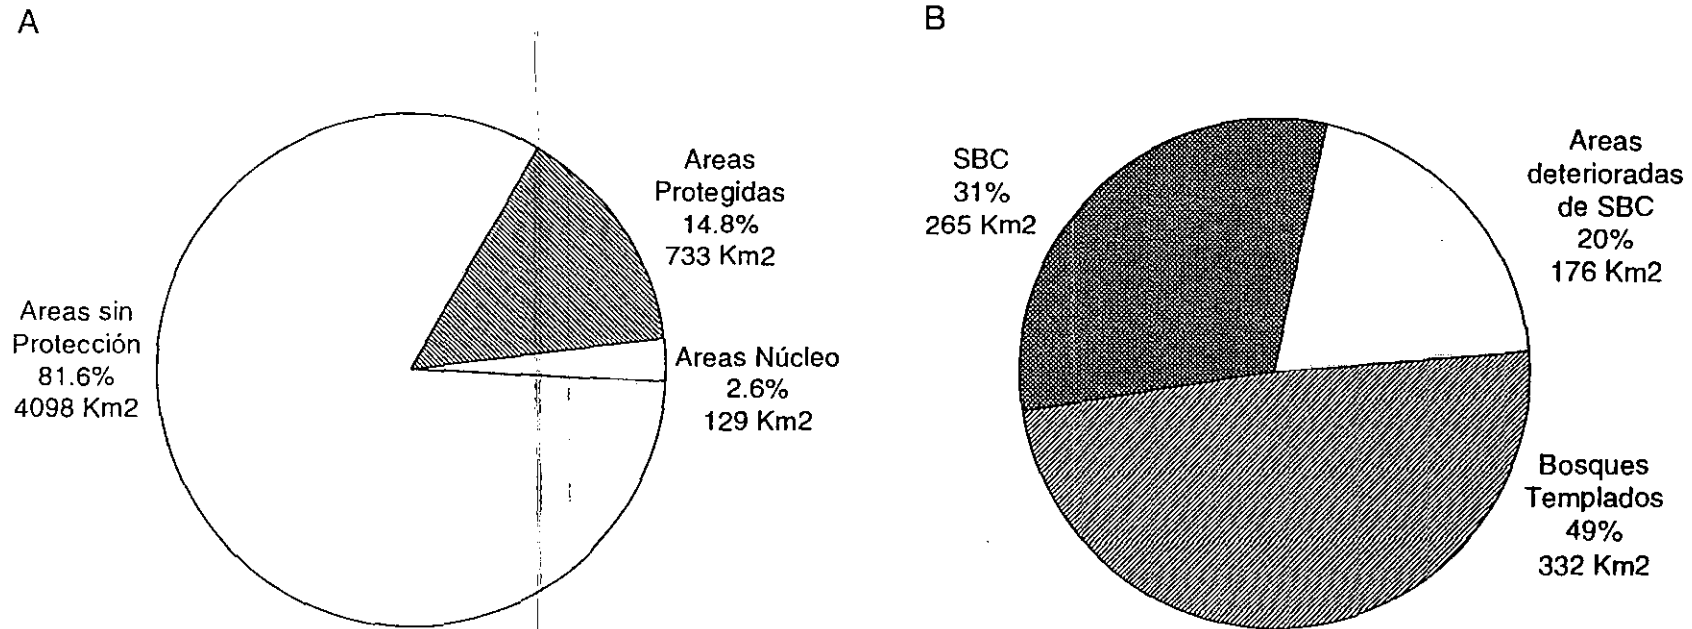 A
Areas
Protegidas
14.8%
733 Km2
Areas sin
Protección
81.6%
4098 Km2
Areas Núcleo
2.6%
129 Km2
B
SBC
31%
265 Km2
Areas
deterioradas
de SBC
20%
176 Km2
Bosques
Templados
49%
332 Km2